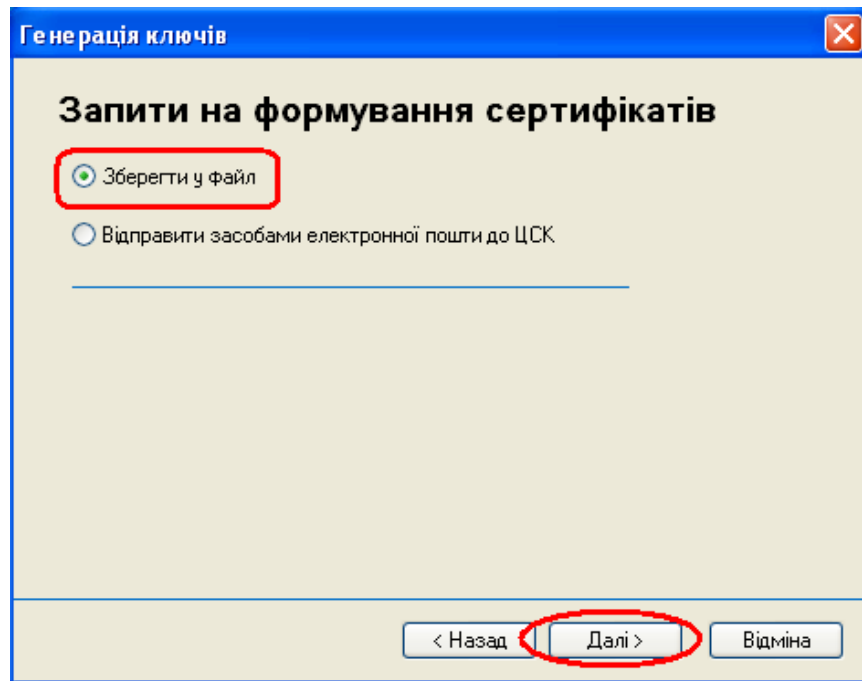 Генерація ключів
Запити на формування сертифікатів
Зберегти у файл
Відправити засобами електронної пошти до ЦСК
< Назад
Далі >
Відміна